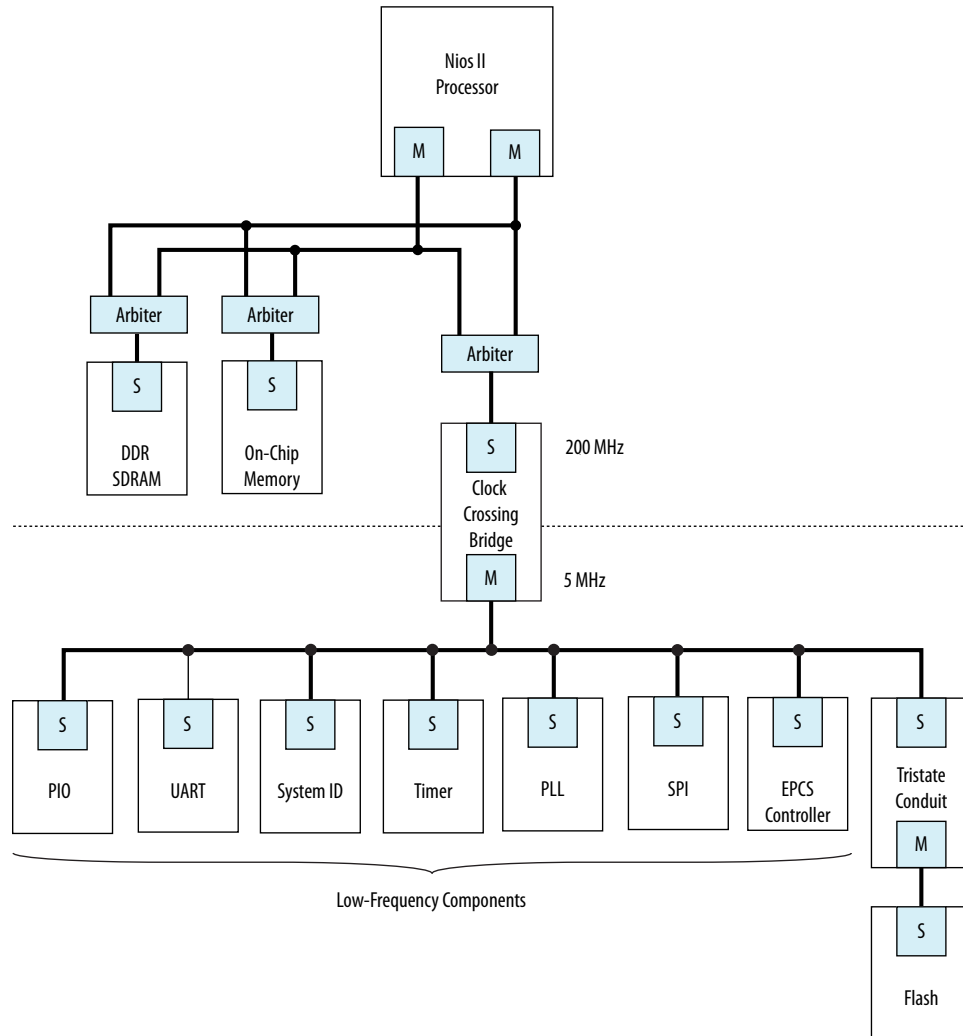 Nios II
Processor
M
M
Arbiter
Arbiter
Arbiter
S
S
DDR
SDRAM
On-Chip
Memory
S
200 MHz
Clock
Crossing
Bridge
M
5 MHz
S
S
S
S
S
S
S
S
PIO
UART
System ID
Timer
PLL
SPI
EPCS
Controller
Tristate
Conduit
M
Low-Frequency Components
S
Flash